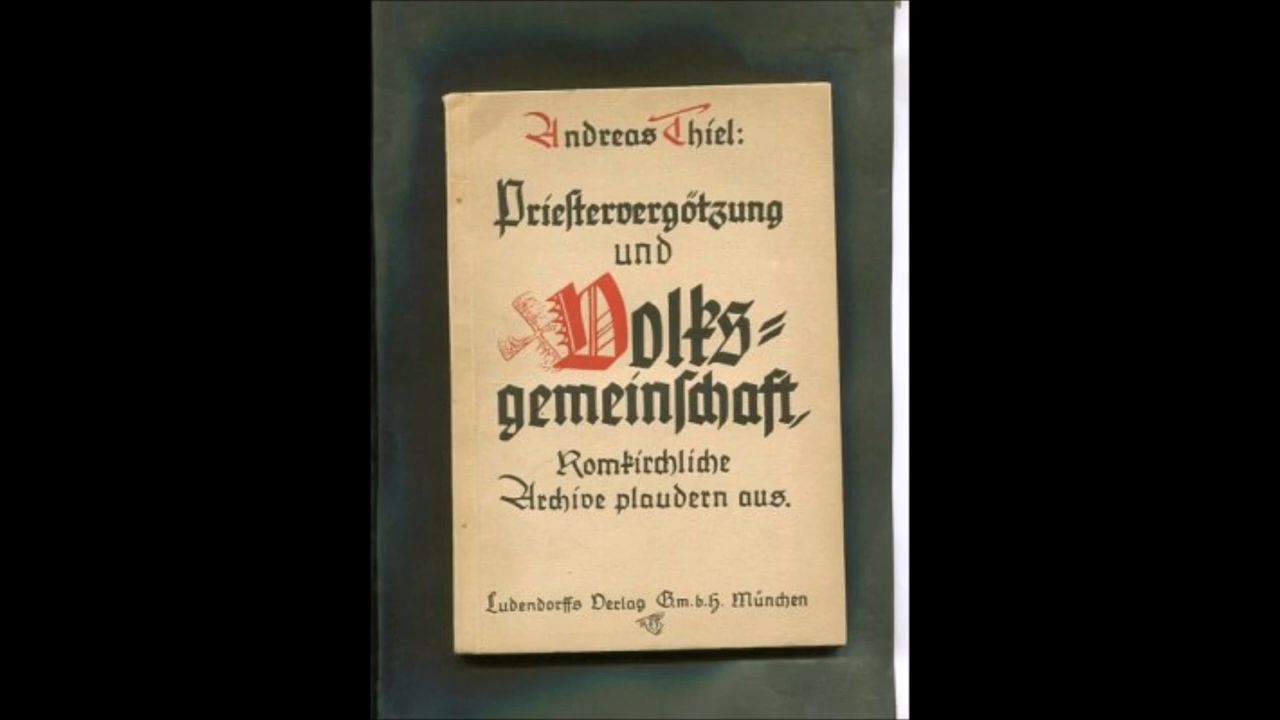 Andreas Thiel:
Priestervergötzung
und
Volks=
gemeinschaft,
Romkirchliche
Archive plaudern aus.
Ludendorffs Verlag G.m.b.H. München